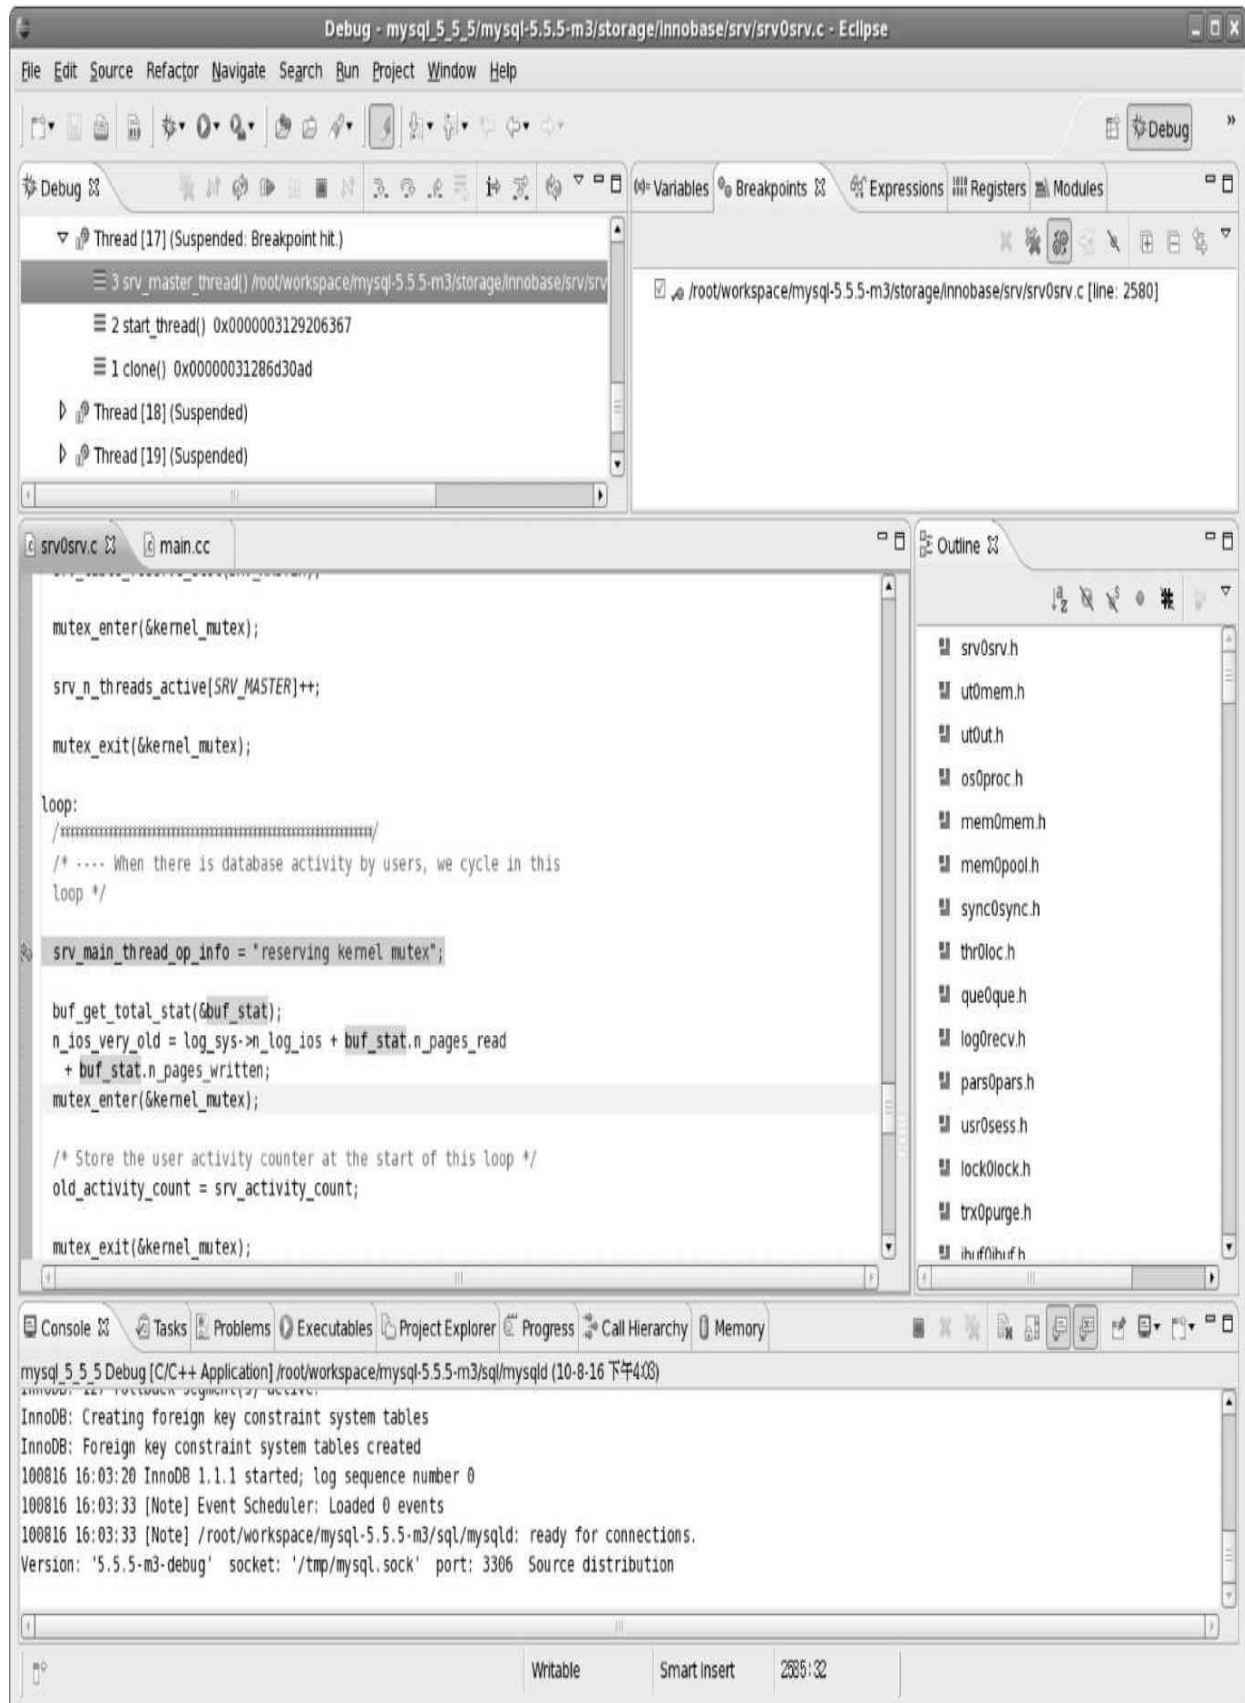 Debug - mysql_5_5_5/mysql-5.5.5-m3/storage/innobase/srv/srv0srv.c - Eclipse
File Edit Source Refactor Navigate Search Run Project Window Help
Debug »
Debug
Variables Breakpoints Expressions Registers Modules
Thread [17] (Suspended: Breakpoint hit.)
3 srv_master_thread() /root/workspace/mysql-5.5.5-m3/storage/innobase/srv/srv
2 start_thread() 0x0000003129206367
1 clone() 0x00000031286d30ad
Thread [18] (Suspended)
Thread [19] (Suspended)
/root/workspace/mysql-5.5.5-m3/storage/innobase/srv/srv0srv.c [line: 2580]
srv0srv.c main.cc
mutex_enter(&kernel_mutex);
srv_n_threads_active[SRV_MASTER]++;
mutex_exit(&kernel_mutex);
loop:
/* ---- When there is database activity by users, we cycle in this
loop */
srv_main_thread_op_info = "reserving kernel mutex";
buf_get_total_stat(&buf_stat);
n_ios_very_old = log_sys->n_log_ios + buf_stat.n_pages_read
+ buf_stat.n_pages_written;
mutex_enter(&kernel_mutex);
/* Store the user activity counter at the start of this loop */
old_activity_count = srv_activity_count;
mutex_exit(&kernel_mutex);
Outline
srv0srv.h
ut0mem.h
ut0ut.h
os0proc.h
mem0mem.h
mem0pool.h
sync0sync.h
thr0loc.h
que0que.h
log0recv.h
pars0pars.h
usr0sess.h
lock0lock.h
trx0purge.h
ibuf0ibuf.h
Console Tasks Problems Executables Project Explorer Progress Call Hierarchy Memory
mysql_5_5_5 Debug [C/C++ Application] /root/workspace/mysql-5.5.5-m3/sql/mysqld (10-8-16 下午4:03)
InnoDB: 127 rollback segment(s) active.
InnoDB: Creating foreign key constraint system tables
InnoDB: Foreign key constraint system tables created
100816 16:03:20 InnoDB 1.1.1 started; log sequence number 0
100816 16:03:33 [Note] Event Scheduler: Loaded 0 events
100816 16:03:33 [Note] /root/workspace/mysql-5.5.5-m3/sql/mysqld: ready for connections.
Version: '5.5.5-m3-debug' socket: '/tmp/mysql.sock' port: 3306 Source distribution
Writable Smart Insert 2585:32